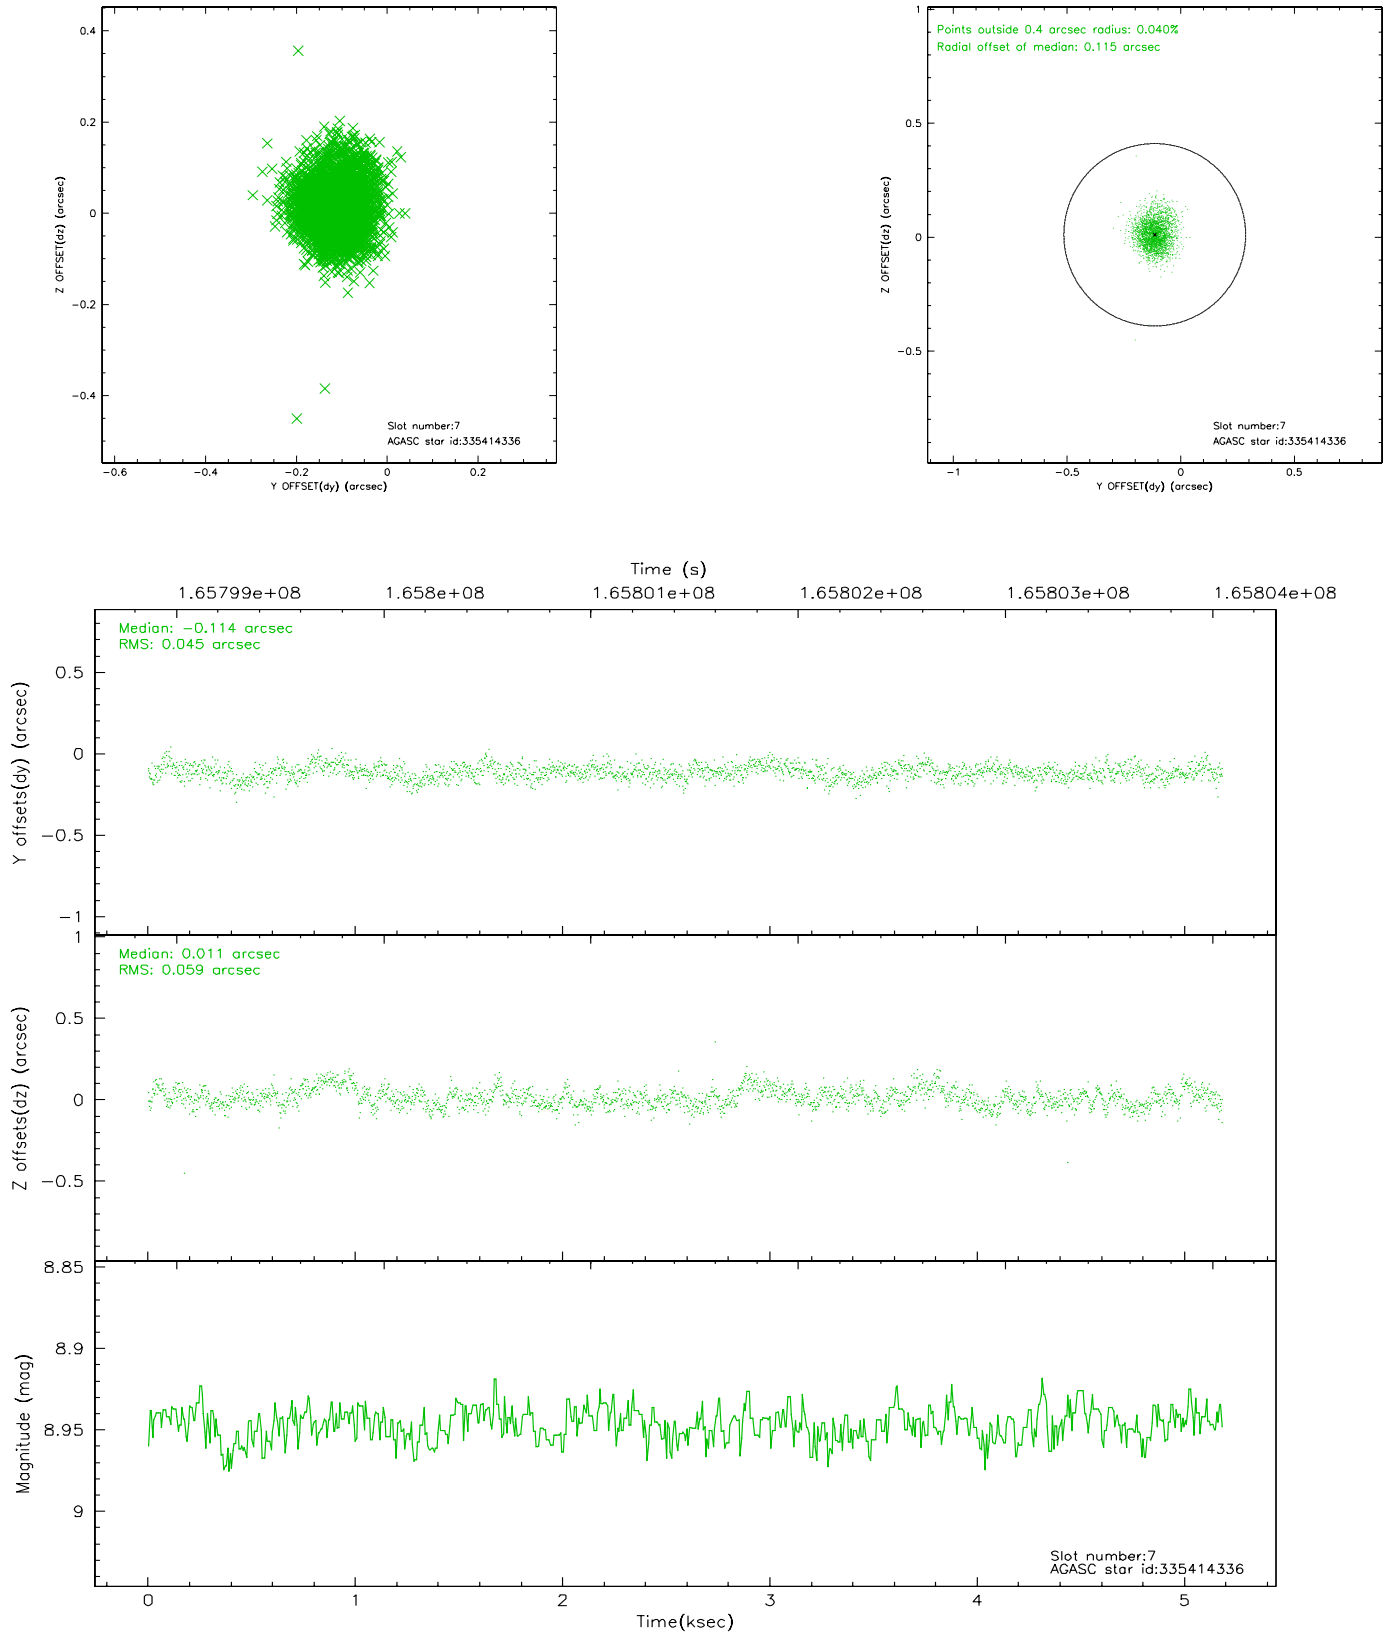 0.4
0.2
0
−0.2
−0.4
Z OFFSET(dz) (arcsec)
Slot number:7
AGASC star id:335414336
−0.6
−0.4
−0.2
0
0.2
Y OFFSET(dy) (arcsec)
Points outside 0.4 arcsec radius: 0.040%
Radial offset of median: 0.115 arcsec
1
0.5
0
−0.5
Z OFFSET(dz) (arcsec)
Slot number:7
AGASC star id:335414336
−1
−0.5
0
0.5
Y OFFSET(dy) (arcsec)
Time (s)
1.65799e+08
1.658e+08
1.65801e+08
1.65802e+08
1.65803e+08
1.65804e+08
Median: −0.114 arcsec
RMS: 0.045 arcsec
0.5
0
−0.5
−1
Y offsets(dy) (arcsec)
Median: 0.011 arcsec
RMS: 0.059 arcsec
1
0.5
0
−0.5
Z offsets(dz) (arcsec)
8.85
8.9
8.95
9
Magnitude (mag)
Slot number:7
AGASC star id:335414336
0
1
2
3
4
5
Time(ksec)